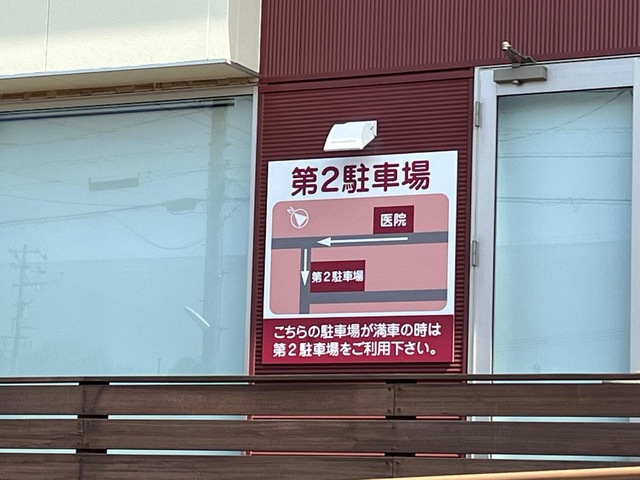 第2駐車場
医院
第2駐車場
こちらの駐車場が満車の時は
第2駐車場をご利用下さい。